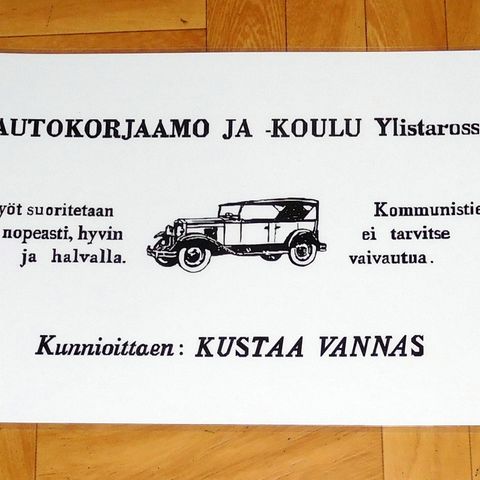 AUTOKORJAAMO JA -KOULU Ylistaross
yöt suoritetaan
nopeasti, hyvin
ja halvalla.
Kommunistie
ei tarvitse
vaivautua.
Kunnioittaen: KUSTAA VANNAS